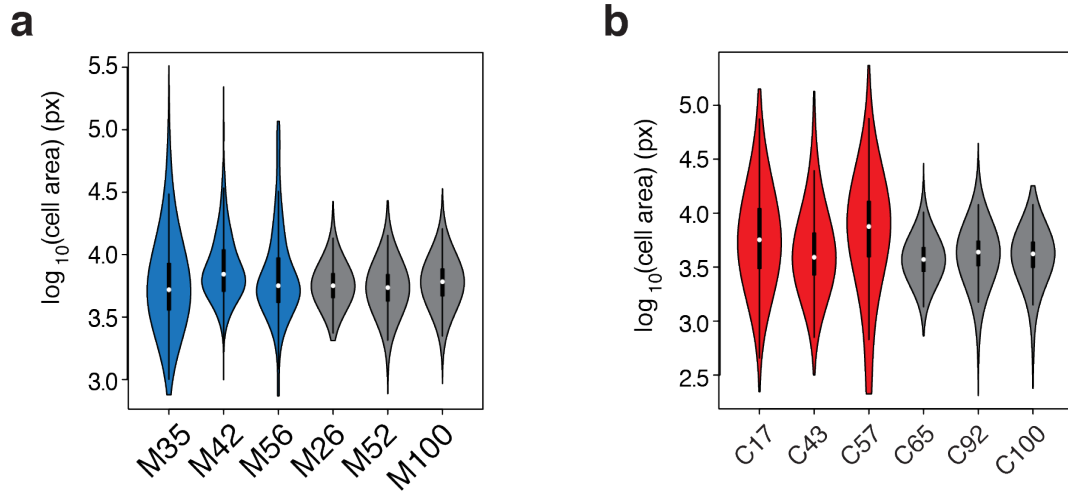 a
log10(cell area) (px)
5.5
5.0
4.5
4.0
3.5
3.0
M35
M42
M56
M26
M52
M100
b
log10(cell area) (px)
5.0
4.5
4.0
3.5
3.0
2.5
C17
C43
C57
C65
C92
C100